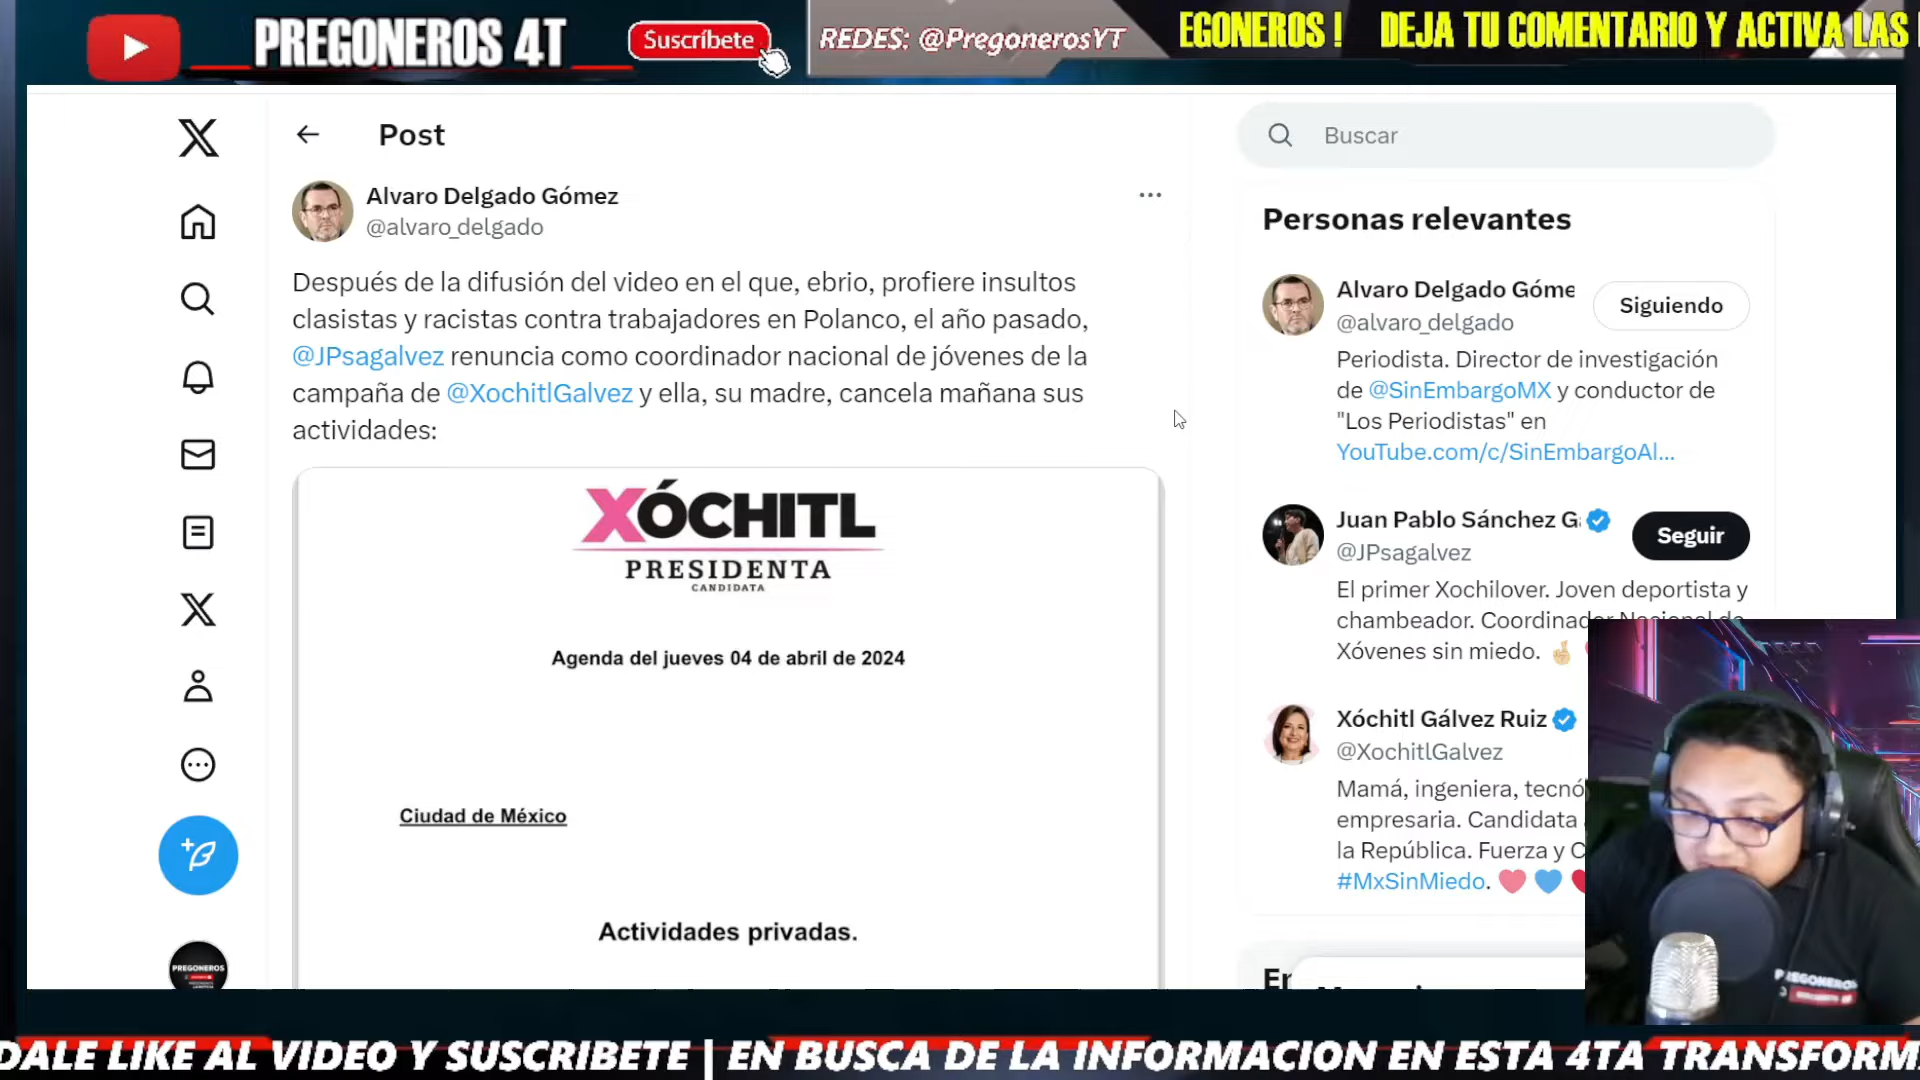 PREGONEROS 4T
Suscríbete
REDES: @PregonerosYT
EGONEROS ! DEJA TU COMENTARIO Y ACTIVA LAS
Post
Alvaro Delgado Gómez
@alvaro_delgado
Después de la difusión del video en el que, ebrio, profiere insultos
clasistas y racistas contra trabajadores en Polanco, el año pasado,
@JPsagalvez renuncia como coordinador nacional de jóvenes de la
campaña de @XochitlGalvez y ella, su madre, cancela mañana sus
actividades:
XÓCHITL
PRESIDENTA
CANDIDATA
Agenda del jueves 04 de abril de 2024
Ciudad de México
Actividades privadas.
Buscar
Personas relevantes
Alvaro Delgado Góme
Siguiendo
@alvaro_delgado
Periodista. Director de investigación
de @SinEmbargoMX y conductor de
"Los Periodistas" en
YouTube.com/c/SinEmbargoAl...
Juan Pablo Sánchez G
Seguir
@JPsagalvez
El primer Xochilover. Joven deportista y
chambeador. Coordinador Nacional de
Xóvenes sin miedo.
Xóchitl Gálvez Ruiz
@XochitlGalvez
Mamá, ingeniera, tecnó
empresaria. Candidata
la República. Fuerza y C
#MxSinMiedo.
PREGONEROS
PREGONEROS
DALE LIKE AL VIDEO Y SUSCRIBETE | EN BUSCA DE LA INFORMACION EN ESTA 4TA TRANSFORM